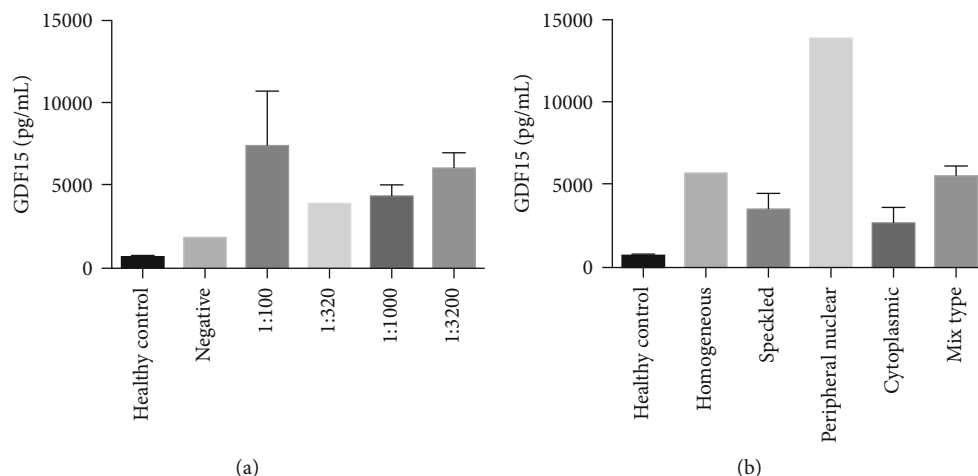 15000
10000
5000
0
GDF15 (pg/mL)
Healthy control
Negative
1:100
1:320
1:1000
1:3200
(a)
15000
10000
5000
0
GDF15 (pg/mL)
Healthy control
Homogeneous
Speckled
Peripheral nuclear
Cytoplasmic
Mix type
(b)